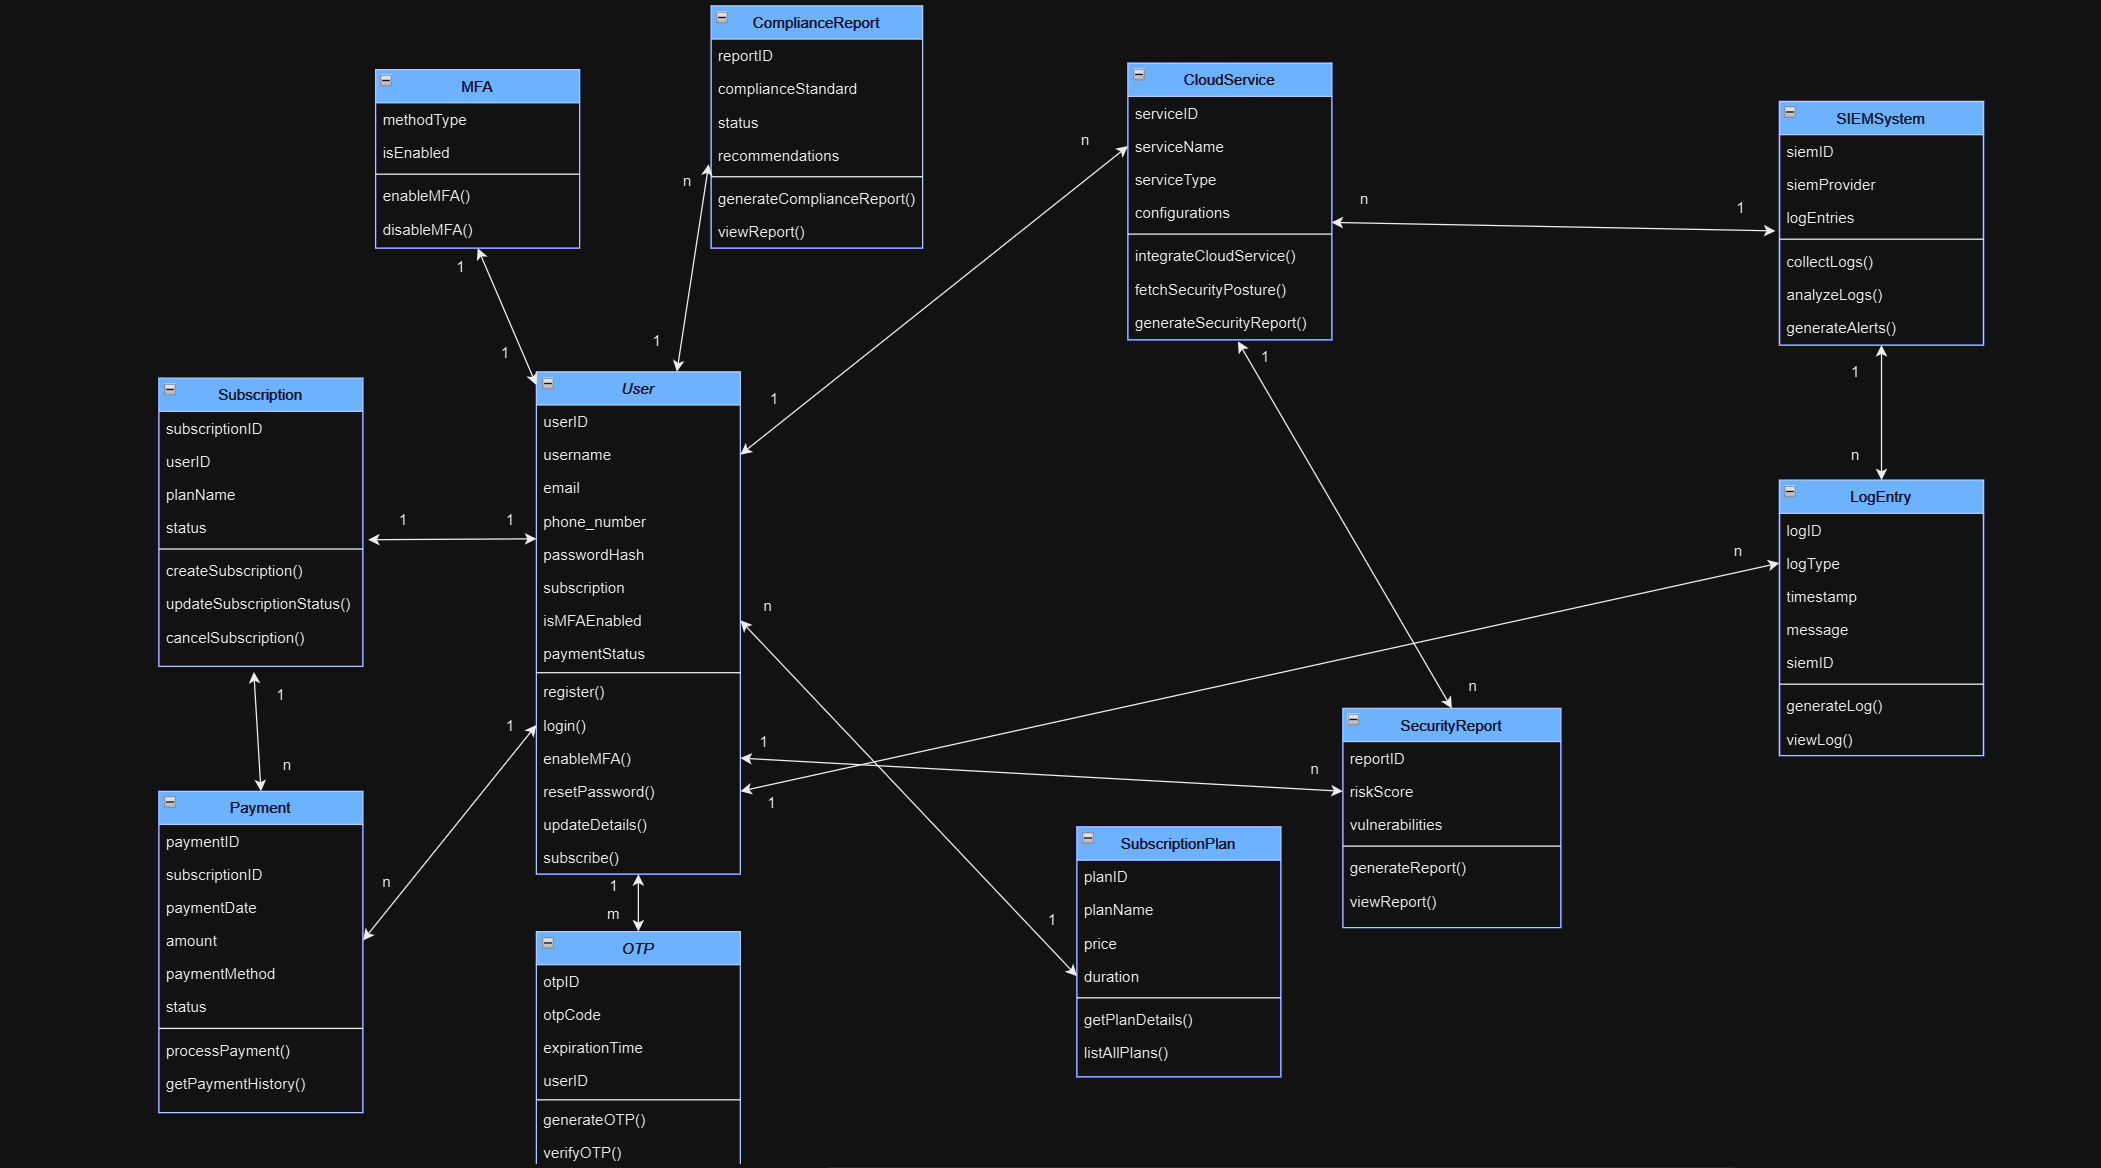 ComplianceReport
reportID
complianceStandard
status
recommendations
generateComplianceReport()
viewReport()
MFA
methodType
isEnabled
enableMFA()
disableMFA()
CloudService
serviceID
serviceName
serviceType
configurations
integrateCloudService()
fetchSecurityPosture()
generateSecurityReport()
SIEMSystem
siemID
siemProvider
logEntries
collectLogs()
analyzeLogs()
generateAlerts()
n
n
n
1
1
1
1
1
1
1
n
Subscription
subscriptionID
userID
planName
status
createSubscription()
updateSubscriptionStatus()
cancelSubscription()
1
1
User
userID
username
email
phone_number
passwordHash
subscription
isMFAEnabled
paymentStatus
register()
login()
enableMFA()
resetPassword()
updateDetails()
subscribe()
LogEntry
logID
logType
timestamp
message
siemID
generateLog()
viewLog()
n
n
1
n
n
1
1
n
1
n
1
Payment
paymentID
subscriptionID
paymentDate
amount
paymentMethod
status
processPayment()
getPaymentHistory()
n
1
m
OTP
otpID
otpCode
expirationTime
userID
generateOTP()
verifyOTP()
SubscriptionPlan
planID
planName
price
duration
getPlanDetails()
listAllPlans()
SecurityReport
reportID
riskScore
vulnerabilities
generateReport()
viewReport()